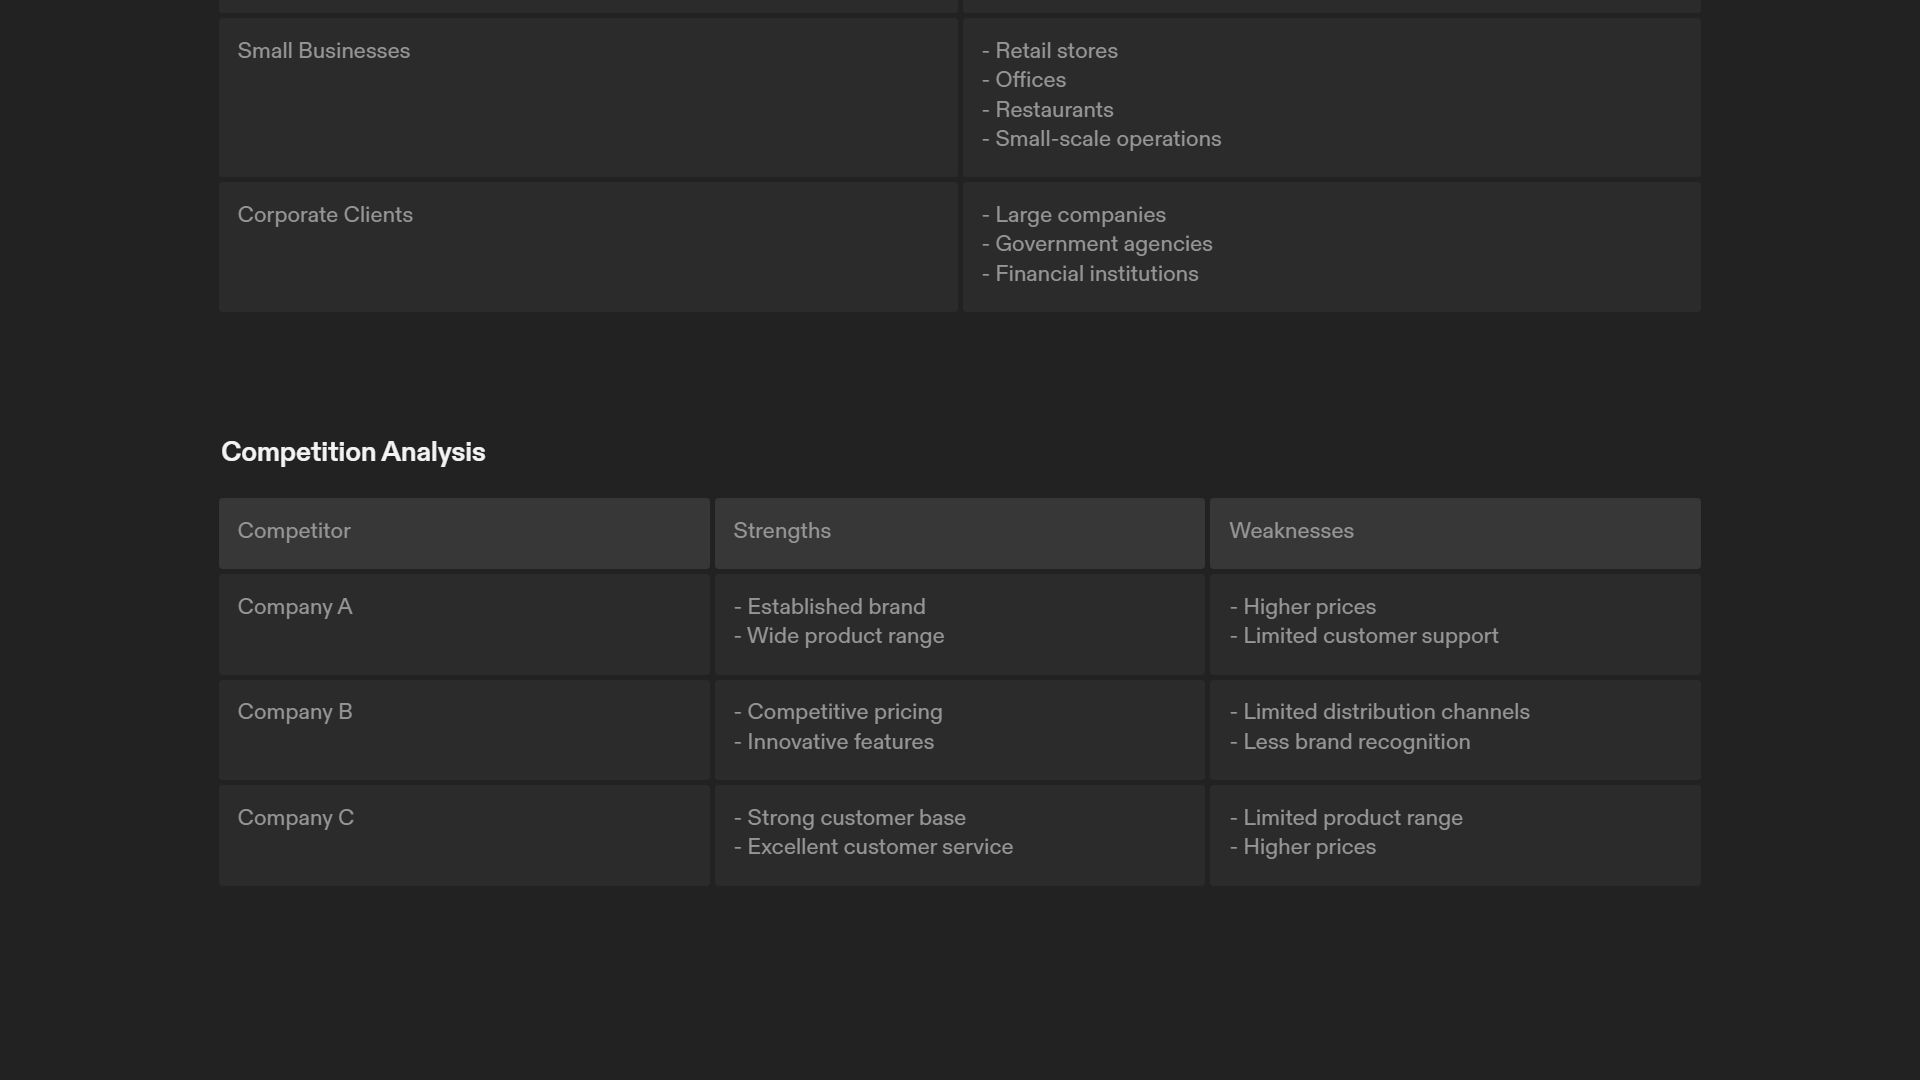 Small Businesses
- Retail stores
- Offices
- Restaurants
- Small-scale operations
Corporate Clients
- Large companies
- Government agencies
- Financial institutions
Competition Analysis
Competitor
Strengths
Weaknesses
Company A
- Established brand
- Wide product range
- Higher prices
- Limited customer support
Company B
- Competitive pricing
- Innovative features
- Limited distribution channels
- Less brand recognition
Company C
- Strong customer base
- Excellent customer service
- Limited product range
- Higher prices